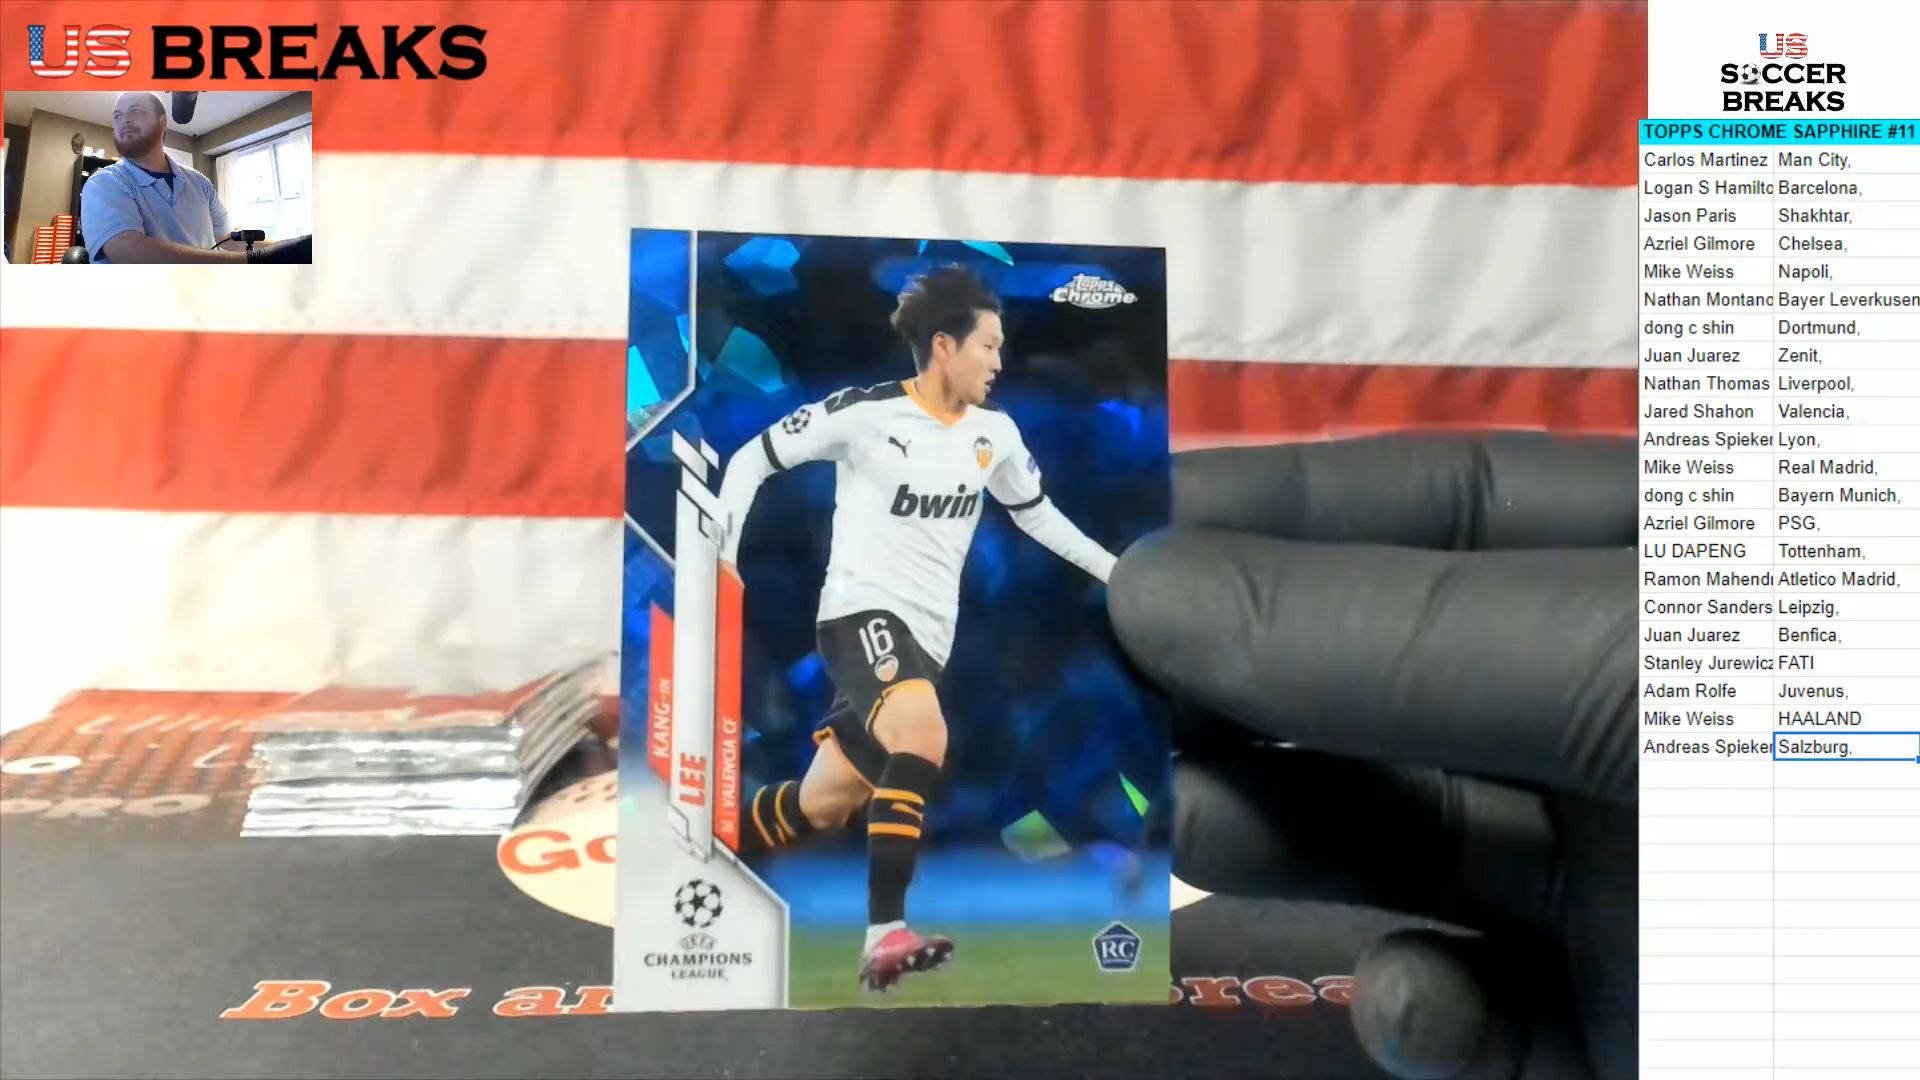 US BREAKS
US
SOCCER
BREAKS
TOPPS CHROME SAPPHIRE #11
Carlos Martinez Man City,
Logan S Hamilto Barcelona,
Jason Paris Shakhtar,
Azriel Gilmore Chelsea,
Mike Weiss Napoli,
Nathan Montano Bayer Leverkusen
dong c shin Dortmund,
Juan Juarez Zenit,
Nathan Thomas Liverpool,
Jared Shahon Valencia,
Andreas Spieker Lyon,
Mike Weiss Real Madrid,
dong c shin Bayern Munich,
Azriel Gilmore PSG,
LU DAPENG Tottenham,
Ramon Mahendr Atletico Madrid,
Connor Sanders Leipzig,
Juan Juarez Benfica,
Stanley Jurewicz FATI
Adam Rolfe Juvenus,
Mike Weiss HAALAND
Andreas Spieker Salzburg,
Topps
Chrome
bwin
16
KANG-IN
LEE
M | VALENCIA CF
UEFA
CHAMPIONS
LEAGUE
RC
Go
Box an
Brea